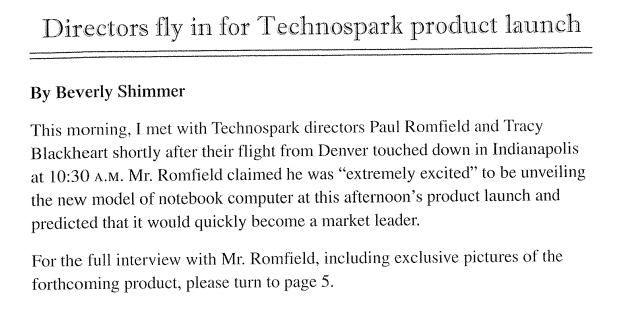 Directors fly in for Technospark product launch
By Beverly Shimmer
This morning, I met with Technospark directors Paul Romfield and Tracy
Blackheart shortly after their flight from Denver touched down in Indianapolis
at 10:30 A.M. Mr. Romfield claimed he was “extremely excited” to be unveiling
the new model of notebook computer at this afternoon’s product launch and
predicted that it would quickly become a market leader.
For the full interview with Mr. Romfield, including exclusive pictures of the
forthcoming product, please turn to page 5.